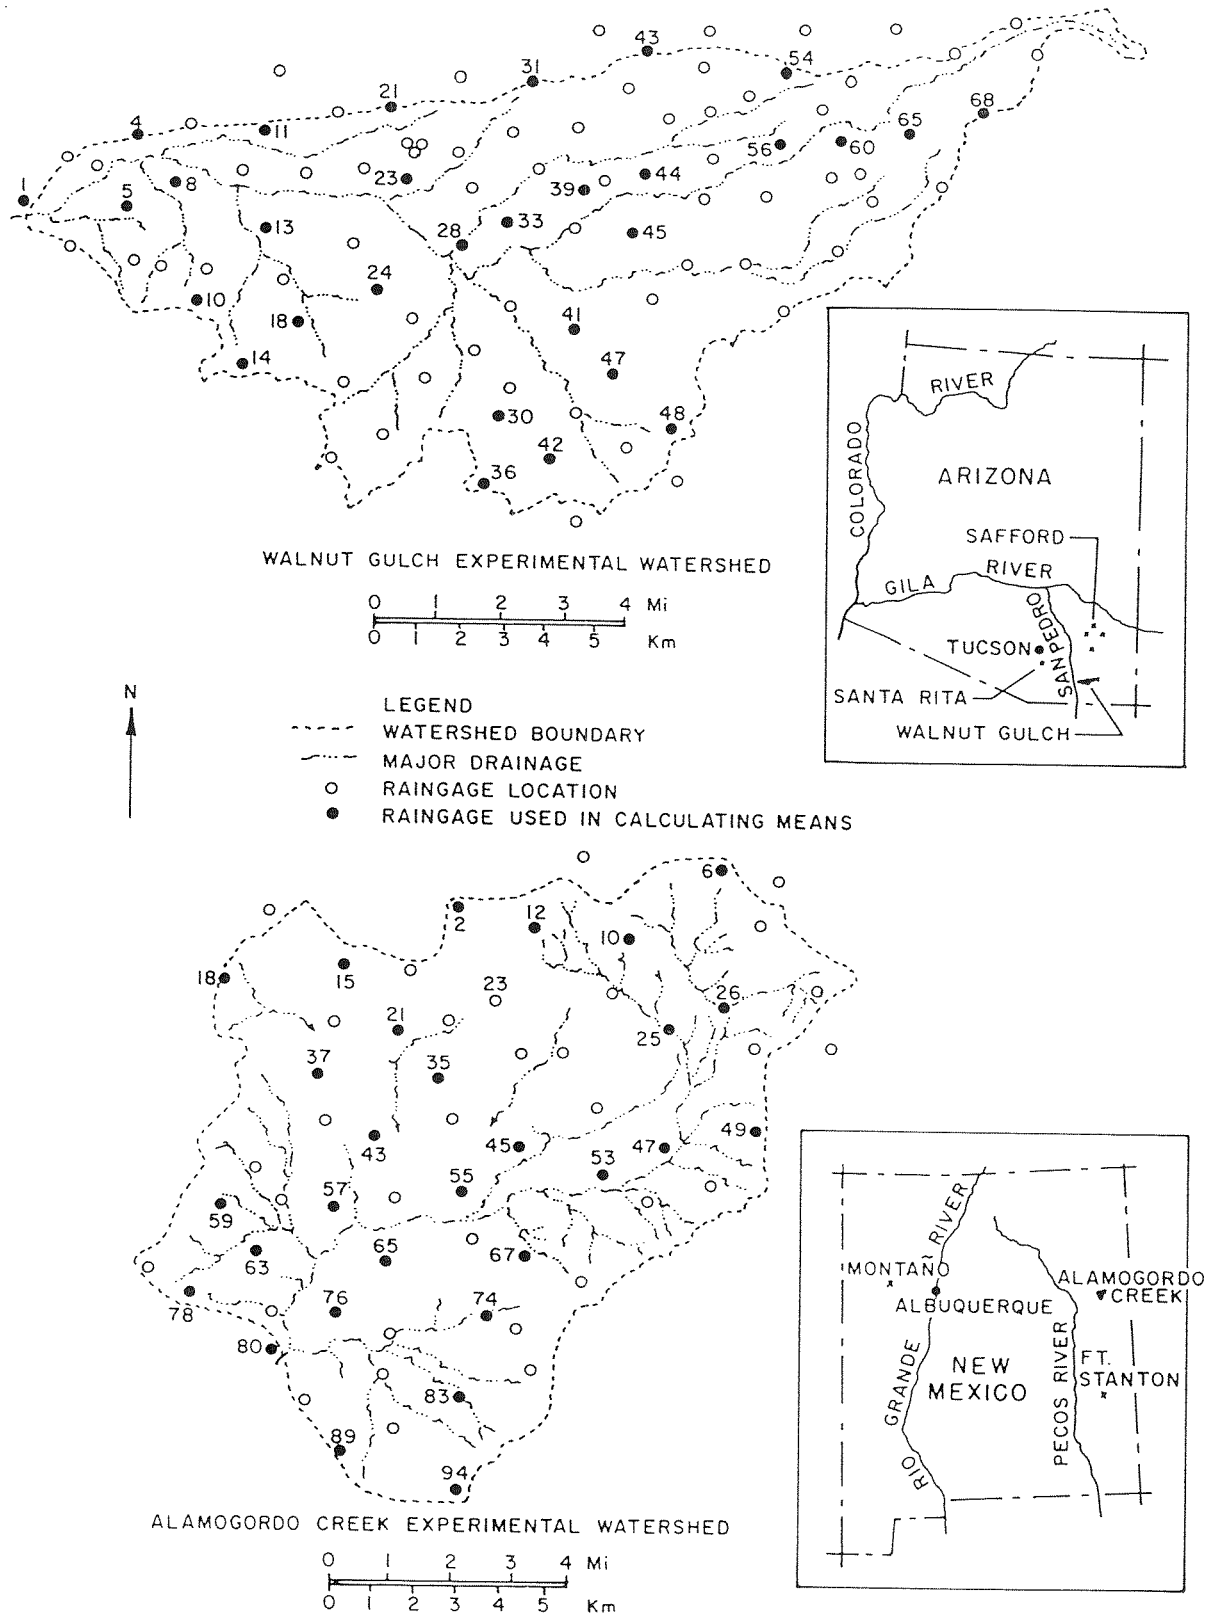 43
54
31
21
68
4
11
65
56
60
1
8
23
39
44
5
33
13
28
45
24
10
41
18
14
47
30
48
42
36
WALNUT GULCH EXPERIMENTAL WATERSHED
0 1 2 3 4 Mi
0 1 2 3 4 5 Km
RIVER
COLORADO
ARIZONA
SAFFORD
GILA RIVER
SAN PEDRO
TUCSON
SANTA RITA
WALNUT GULCH
N
LEGEND
WATERSHED BOUNDARY
MAJOR DRAINAGE
RAINGAGE LOCATION
RAINGAGE USED IN CALCULATING MEANS
6
2
12
10
18
15
23
26
21
25
37
35
43
45
47
49
53
55
57
59
63
65
67
78
76
74
80
83
89
94
ALAMOGORDO CREEK EXPERIMENTAL WATERSHED
0 1 2 3 4 Mi
0 1 2 3 4 5 Km
RIO GRANDE RIVER
MONTAÑO
ALBUQUERQUE
ALAMOGORDO
CREEK
PECOS RIVER
FT.
STANTON
NEW
MEXICO